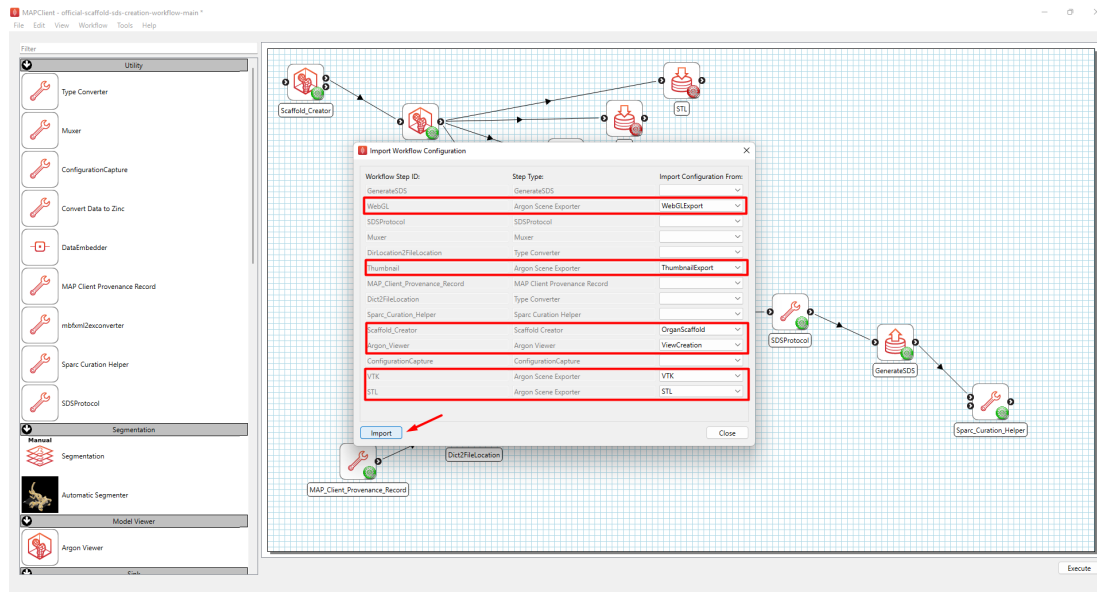 MAPClient - official-scaffold-sds-creation-workflow-main *
File Edit View Workflow Tools Help
Filter
Utility
Type Converter
Muxer
ConfigurationCapture
Convert Data to Zinc
DataEmbedder
MAP Client Provenance Record
mbfxml2exconverter
Sparc Curation Helper
SDSProtocol
Segmentation
Manual
Segmentation
Automatic Segmenter
Model Viewer
Argon Viewer
Sink
Scaffold_Creator
STL
Import Workflow Configuration
Workflow Step ID: Step Type: Import Configuration From:
GenerateSDS GenerateSDS
WebGL Argon Scene Exporter WebGLExport
SDSProtocol SDSProtocol
Muxer Muxer
DirLocation2FileLocation Type Converter
Thumbnail Argon Scene Exporter ThumbnailExport
MAP_Client_Provenance_Record MAP Client Provenance Record
Dict2FileLocation Type Converter
Sparc_Curation_Helper Sparc Curation Helper
Scaffold_Creator Scaffold Creator OrganScaffold
Argon_Viewer Argon Viewer ViewCreation
ConfigurationCapture ConfigurationCapture
VTK Argon Scene Exporter VTK
STL Argon Scene Exporter STL
Import Close
SDSProtocol
GenerateSDS
Sparc_Curation_Helper
Dict2FileLocation
MAP_Client_Provenance_Record
Execute